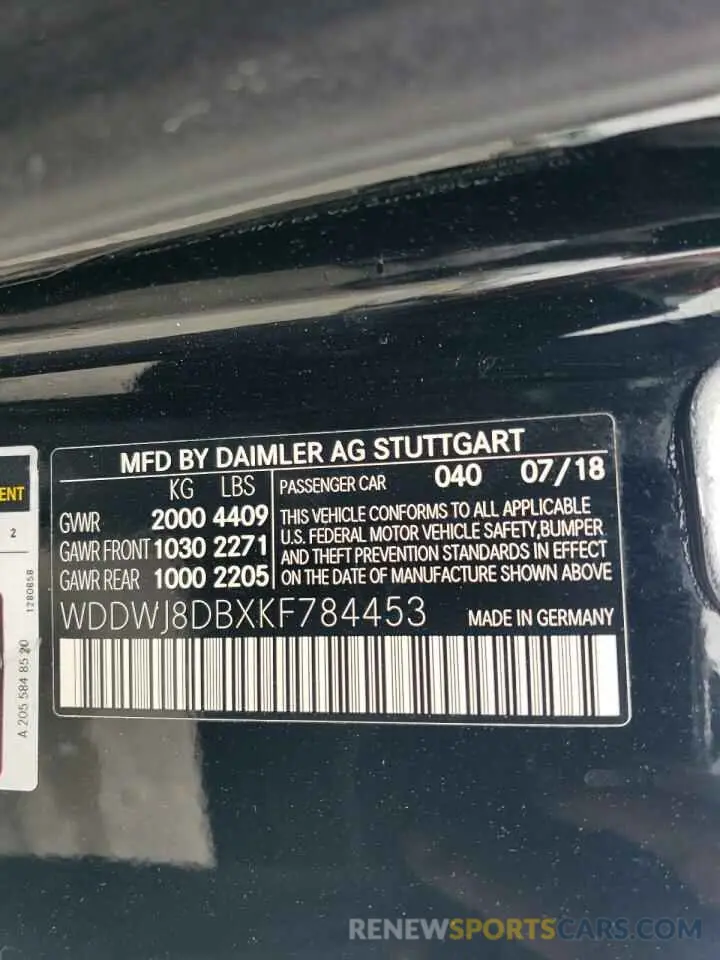 MFD BY DAIMLER AG STUTTGART
KG LBS
GVWR 2000 4409
GAWR FRONT 1030 2271
GAWR REAR 1000 2205
PASSENGER CAR 040 07/18
THIS VEHICLE CONFORMS TO ALL APPLICABLE
U.S. FEDERAL MOTOR VEHICLE SAFETY,BUMPER
AND THEFT PREVENTION STANDARDS IN EFFECT
ON THE DATE OF MANUFACTURE SHOWN ABOVE
WDDWJ8DBXKF784453 MADE IN GERMANY
2
1280658
A 205 584 85 20
RENEWSPORTSCARS.COM